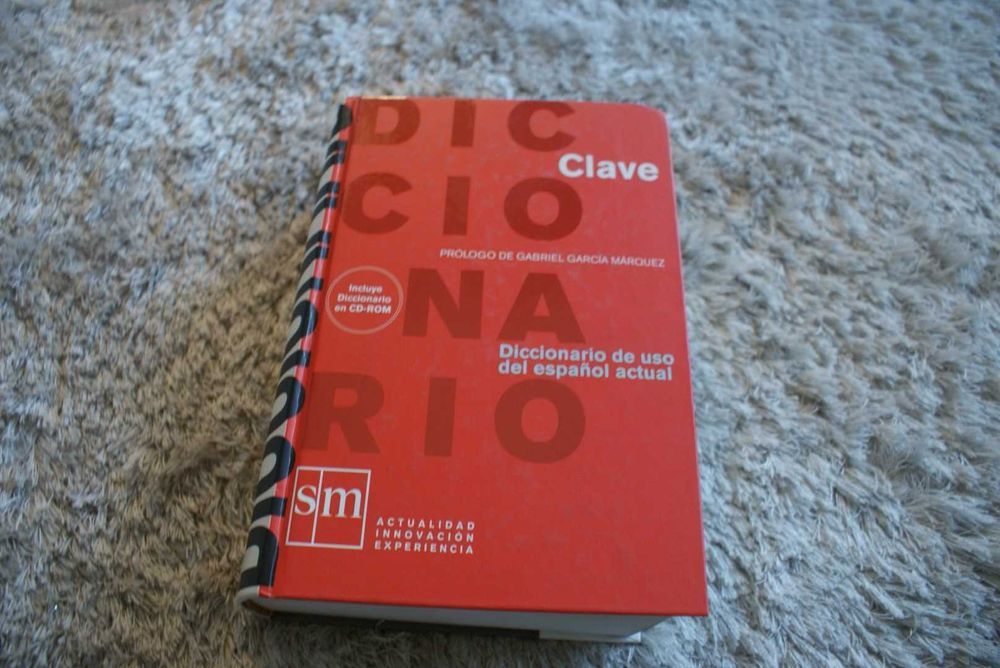 DIC
Clave
CIO
PRÓLOGO DE GABRIEL GARCÍA MÁRQUEZ
Incluye
Diccionario
en CD-ROM
NA
Diccionario de uso
del español actual
RIO
sm
ACTUALIDAD
INNOVACIÓN
EXPERIENCIA